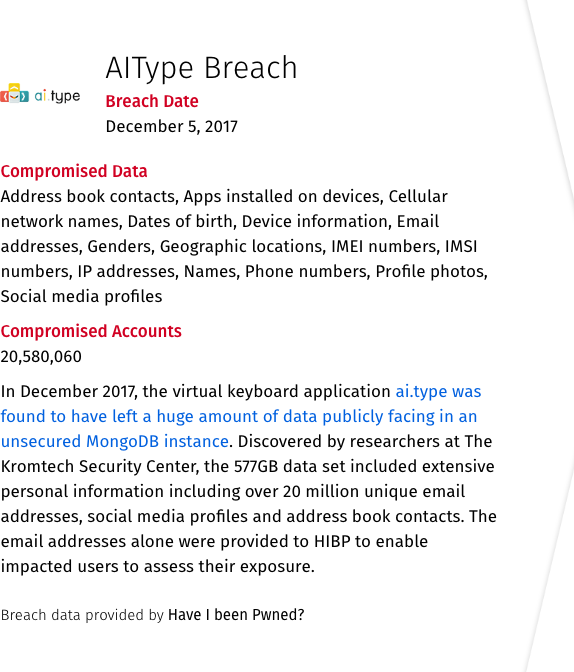 AIType Breach
ai.type
Breach Date
December 5, 2017
Compromised Data
Address book contacts, Apps installed on devices, Cellular
network names, Dates of birth, Device information, Email
addresses, Genders, Geographic locations, IMEI numbers, IMSI
numbers, IP addresses, Names, Phone numbers, Profile photos,
Social media profiles
Compromised Accounts
20,580,060
In December 2017, the virtual keyboard application ai.type was
found to have left a huge amount of data publicly facing in an
unsecured MongoDB instance. Discovered by researchers at The
Kromtech Security Center, the 577GB data set included extensive
personal information including over 20 million unique email
addresses, social media profiles and address book contacts. The
email addresses alone were provided to HIBP to enable
impacted users to assess their exposure.
Breach data provided by Have I been Pwned?